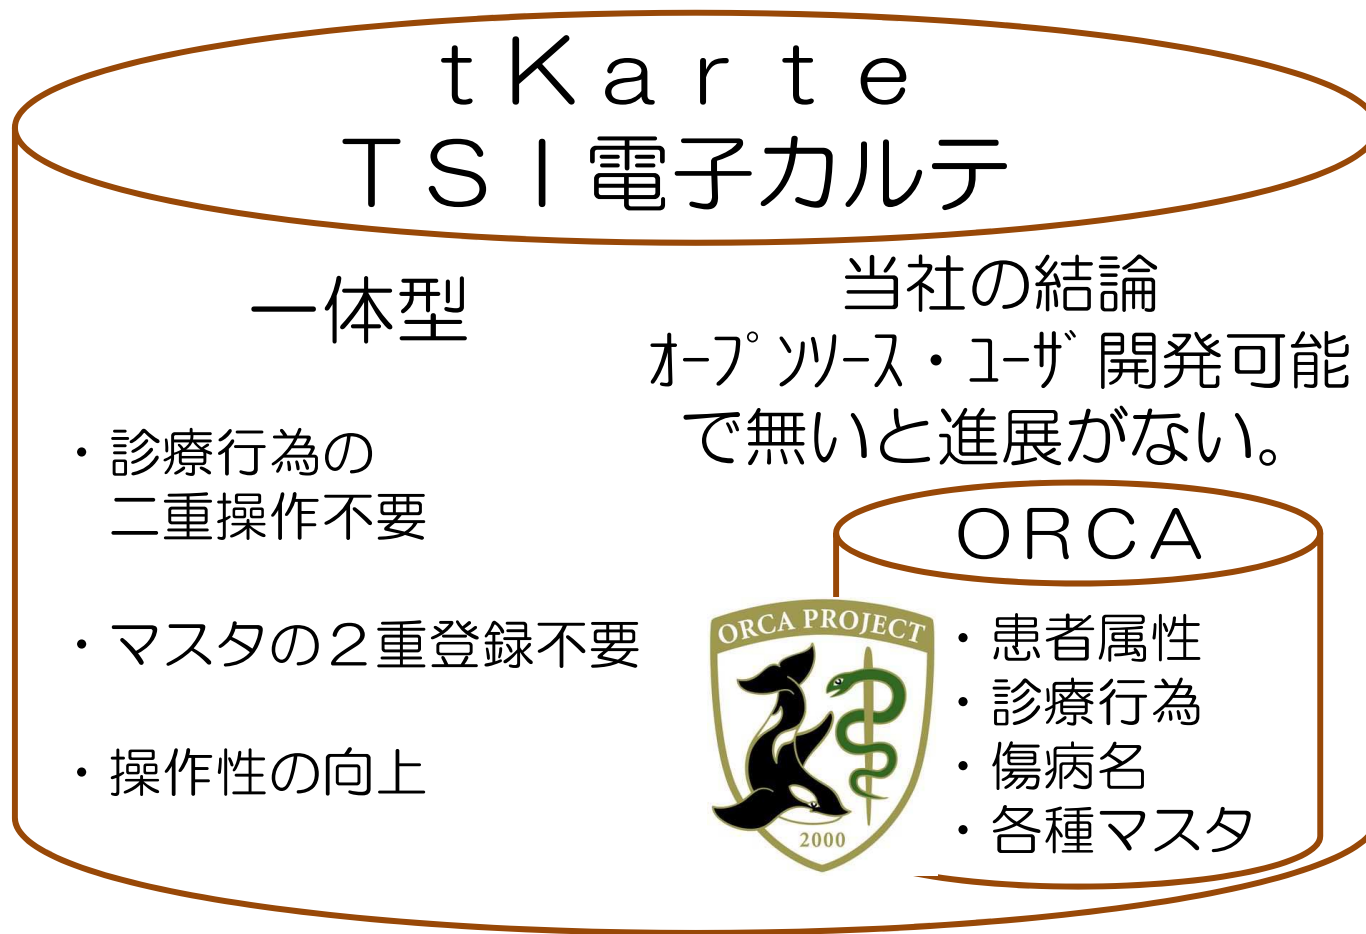 ｔＫａｒｔｅ
ＴＳＩ電子カルテ
一体型
・診療行為の
二重操作不要
・マスタの２重登録不要
・操作性の向上
当社の結論
ｵｰﾌﾟﾝｿｰｽ・ﾕｰｻﾞ開発可能
で無いと進展がない。
ＯＲＣＡ
・患者属性
・診療行為
・傷病名
・各種マスタ
ORCA PROJECT
2000